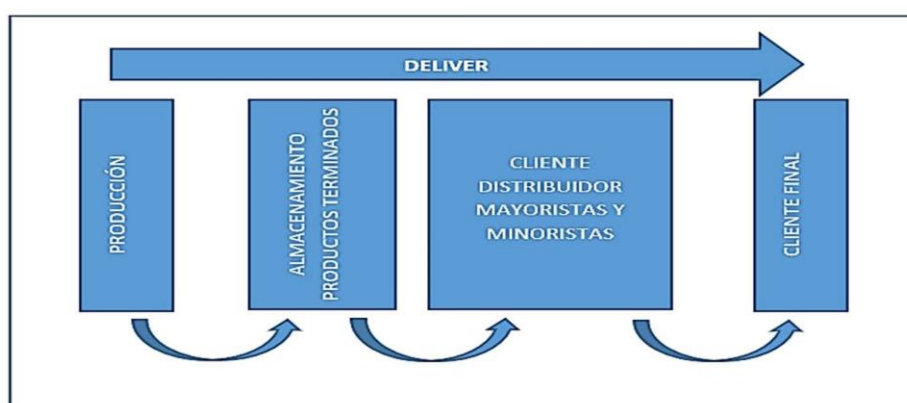 DELIVER
PRODUCCIÓN
ALMACENAMIENTO
PRODUCTOS TERMINADOS
CLIENTE
DISTRIBUIDOR
MAYORISTAS Y
MINORISTAS
CLIENTE FINAL